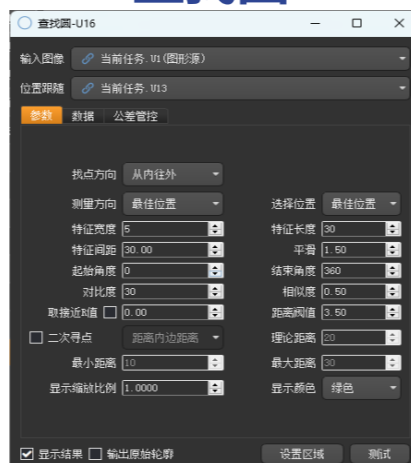 查找圆-U16
输入图像 当前任务.U1(图形源)
位置跟随 当前任务.U13
参数 数据 公差管控
找点方向 从内往外
测量方向 最佳位置 选择位置 最佳位置
特征宽度 5 特征长度 30
特征间距 30.00 平滑 1.50
起始角度 0 结束角度 360
对比度 30 相似度 0.50
取接近R值 0.00 距离阀值 3.50
二次寻点 距离内边距离 理论距离 20
最小距离 10 最大距离 30
显示缩放比例 1.0000 显示颜色 绿色
显示结果 输出原始轮廓 设置区域 测试